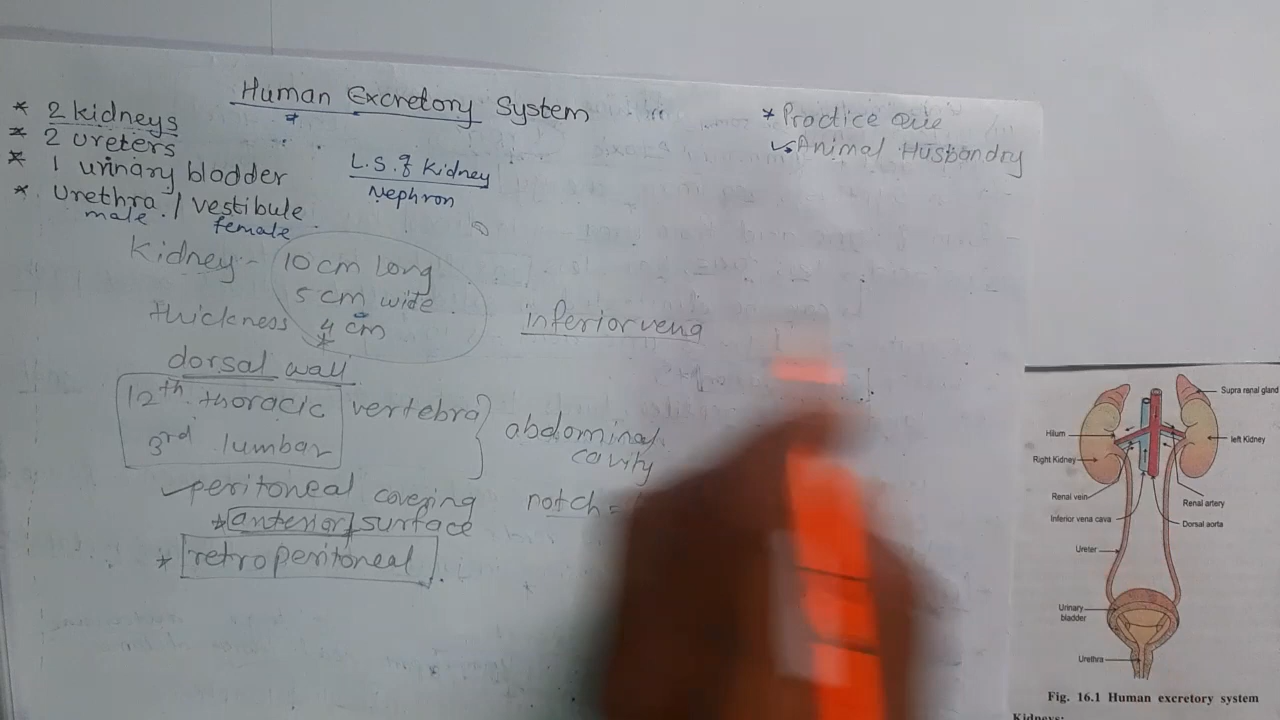 Human Excretory System
* 2 kidneys
* 2 ureters
* 1 urinary bladder
* Urethra / vestibule
male female
L.S. of Kidney
Nephron
* Practice Que
Animal Husbandry
Kidney - 10 cm long
5 cm wide
thickness 4 cm
*
inferior vena
dorsal wall
12th thoracic vertebra
3rd lumbar
abdominal
cavity
peritoneal covering
* anterior surface
* retroperitoneal
notch =
Supra renal gland
Hilum
left Kidney
Right Kidney
Renal vein
Renal artery
Inferior vena cava
Dorsal aorta
Ureter
Urinary
bladder
Urethra
Fig. 16.1 Human excretory system
Kidneys: